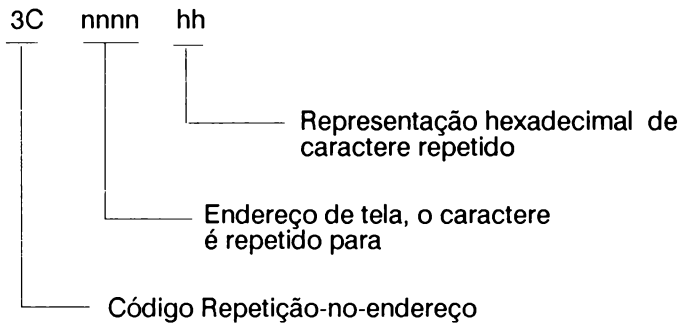 3C nnnn hh
Representação hexadecimal de
caractere repetido
Endereço de tela, o caractere
é repetido para
Código Repetição-no-endereço